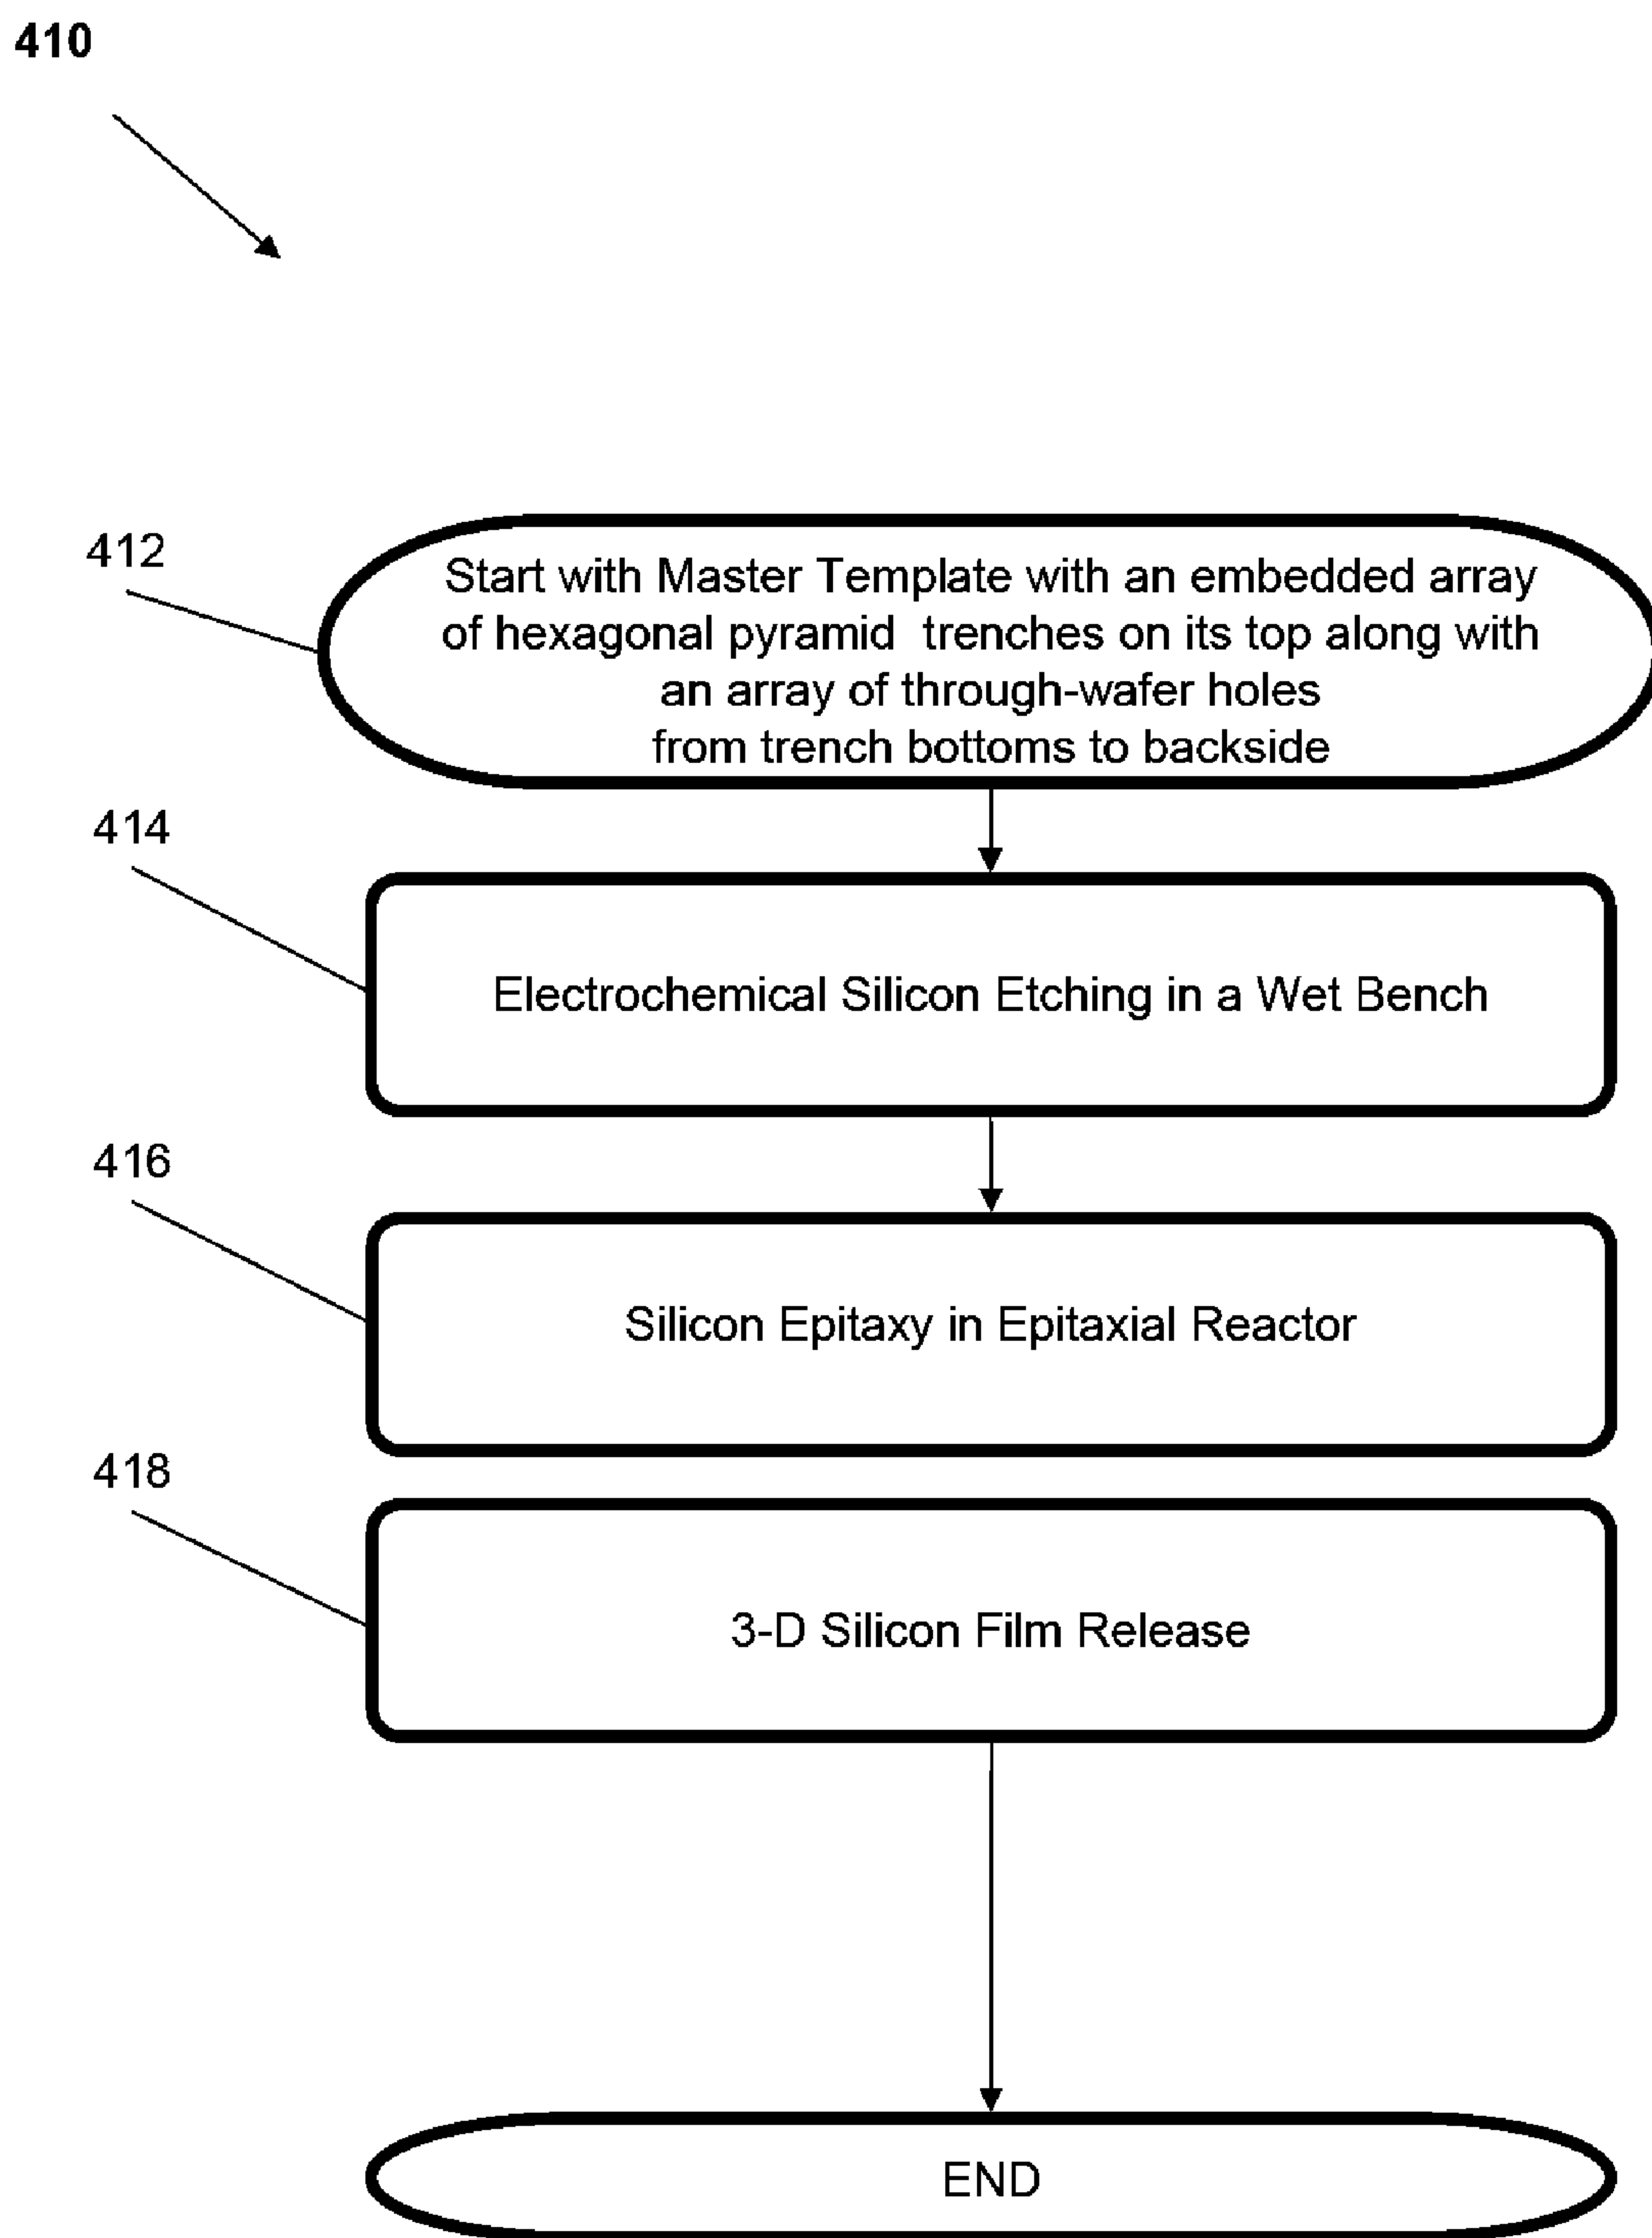 410
412
Start with Master Template with an embedded array
of hexagonal pyramid trenches on its top along with
an array of through-wafer holes
from trench bottoms to backside
414
Electrochemical Silicon Etching in a Wet Bench
416
Silicon Epitaxy in Epitaxial Reactor
418
3-D Silicon Film Release
END